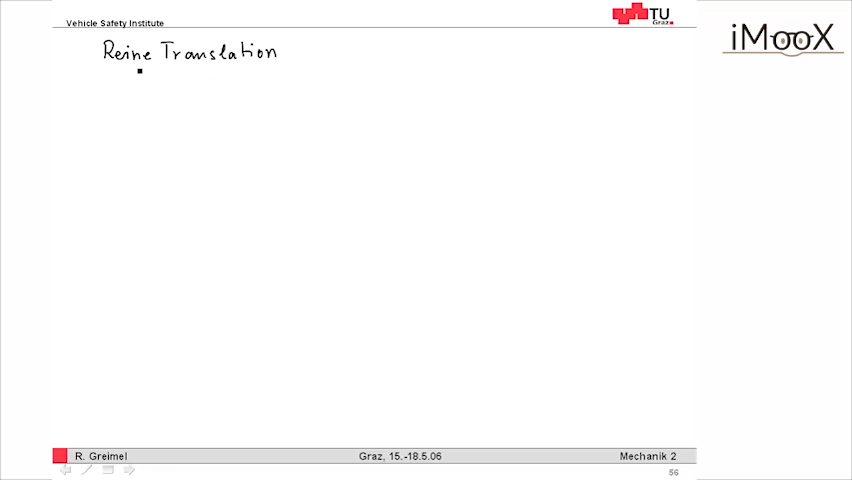 Vehicle Safety Institute
TU
Graz
iMooX
Reine Translation
R. Greimel
Graz, 15.-18.5.06
Mechanik 2
56